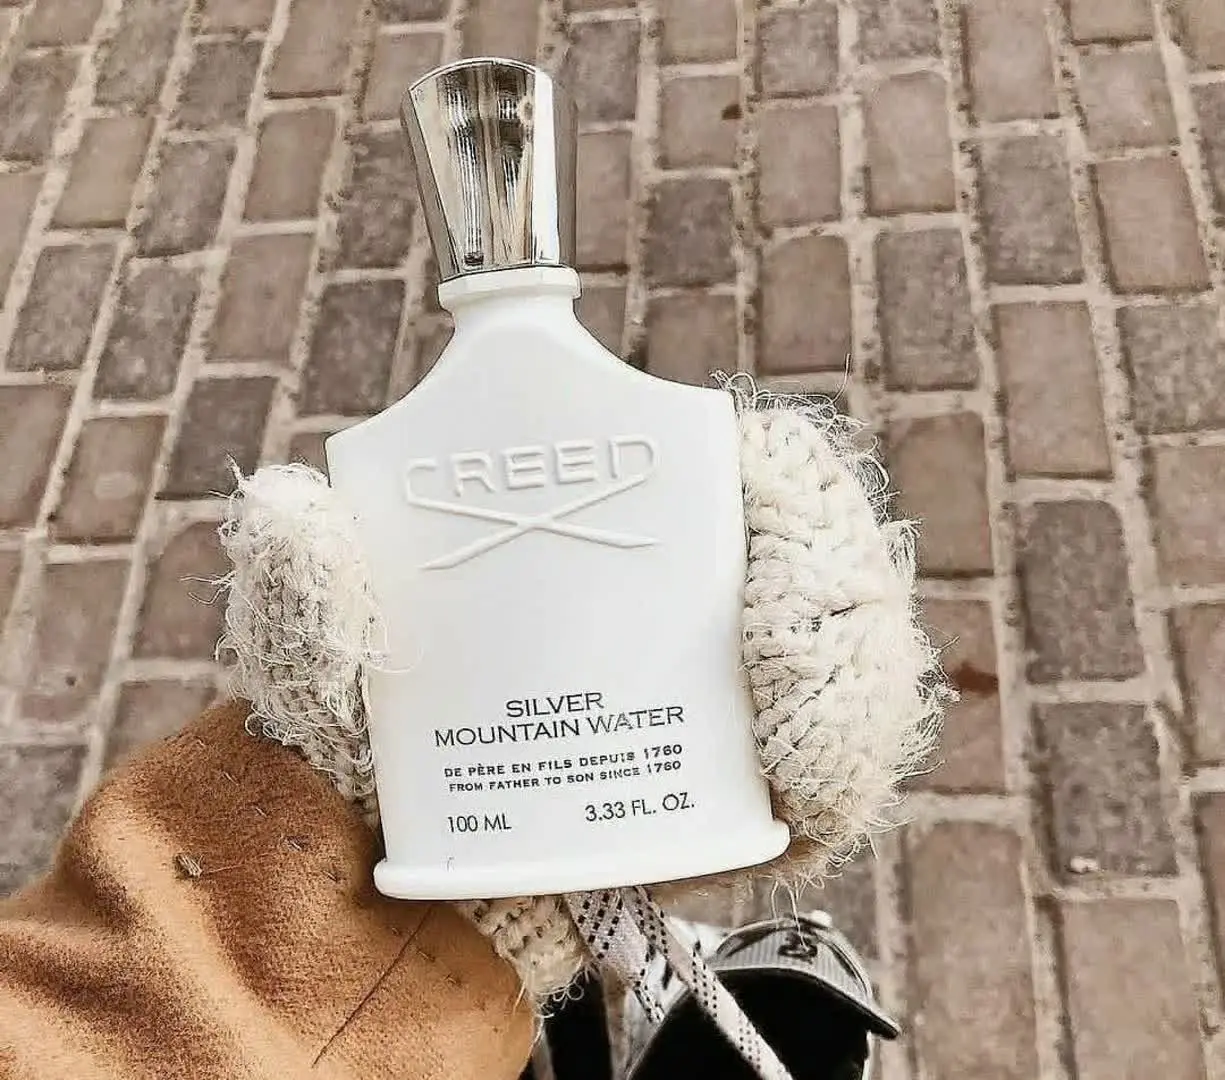 CREED
SILVER
MOUNTAIN WATER
DE PÈRE EN FILS DEPUIS 1760
FROM FATHER TO SON SINCE 1760
100 ML 3.33 FL. OZ.